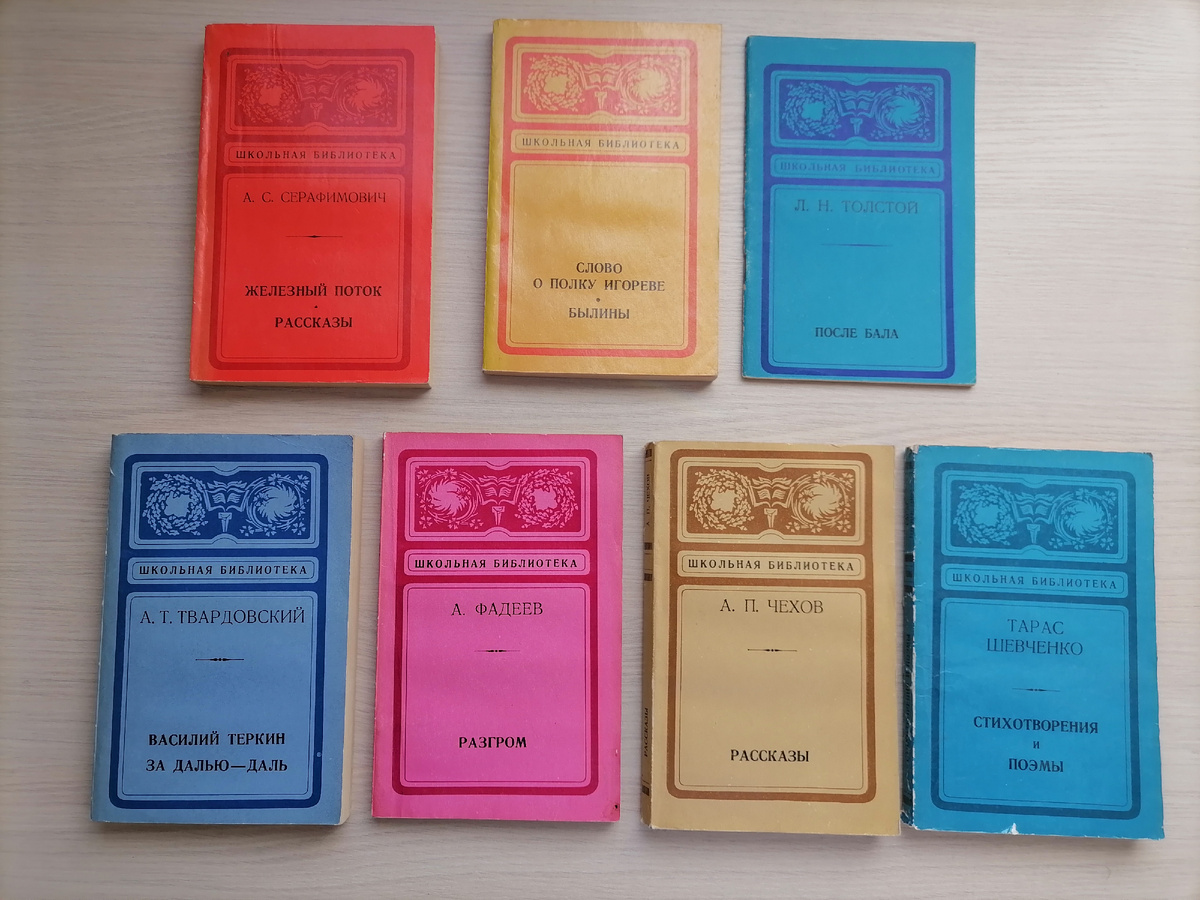 ШКОЛЬНАЯ БИБЛИОТЕКА
А. С. СЕРАФИМОВИЧ
ЖЕЛЕЗНЫЙ ПОТОК
РАССКАЗЫ
ШКОЛЬНАЯ БИБЛИОТЕКА
СЛОВО
О ПОЛКУ ИГОРЕВЕ
БЫЛИНЫ
ШКОЛЬНАЯ БИБЛИОТЕКА
Л. Н. ТОЛСТОЙ
ПОСЛЕ БАЛА
ШКОЛЬНАЯ БИБЛИОТЕКА
А. Т. ТВАРДОВСКИЙ
ВАСИЛИЙ ТЕРКИН
ЗА ДАЛЬЮ—ДАЛЬ
ШКОЛЬНАЯ БИБЛИОТЕКА
А. ФАДЕЕВ
РАЗГРОМ
А. П. ЧЕХОВ
РАССКАЗЫ
ШКОЛЬНАЯ БИБЛИОТЕКА
А. П. ЧЕХОВ
РАССКАЗЫ
ШКОЛЬНАЯ БИБЛИОТЕКА
ТАРАС
ШЕВЧЕНКО
СТИХОТВОРЕНИЯ
И
ПОЭМЫ